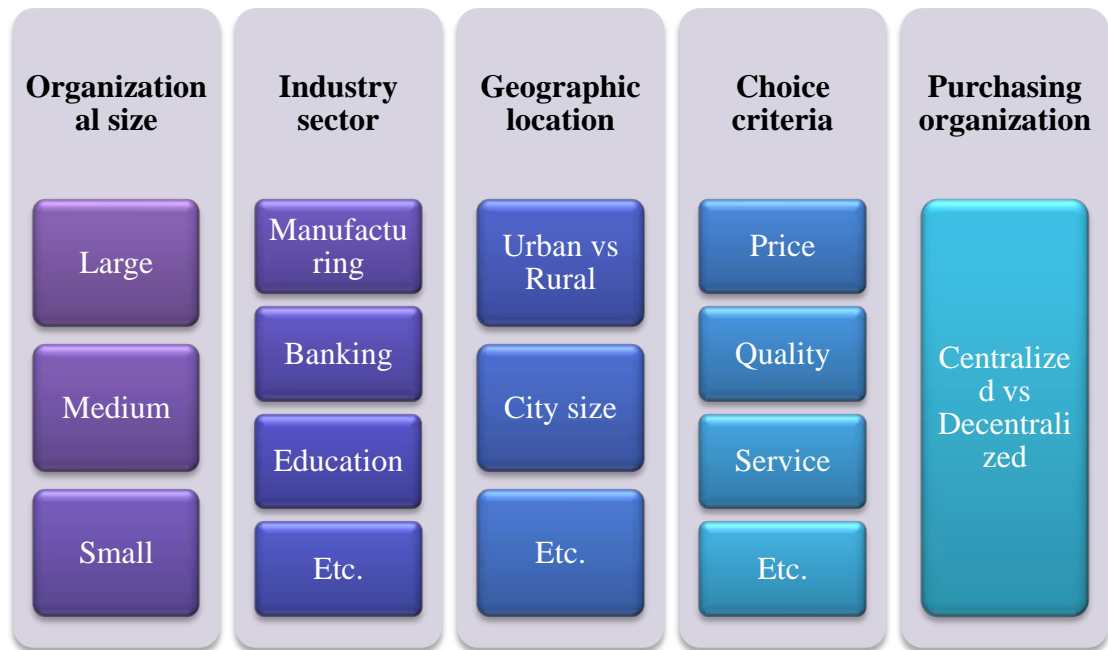 Organization
al size
Large
Medium
Small
Industry
sector
Manufactu
ring
Banking
Education
Etc.
Geographic
location
Urban vs
Rural
City size
Etc.
Choice
criteria
Price
Quality
Service
Etc.
Purchasing
organization
Centralize
d vs
Decentrali
zed